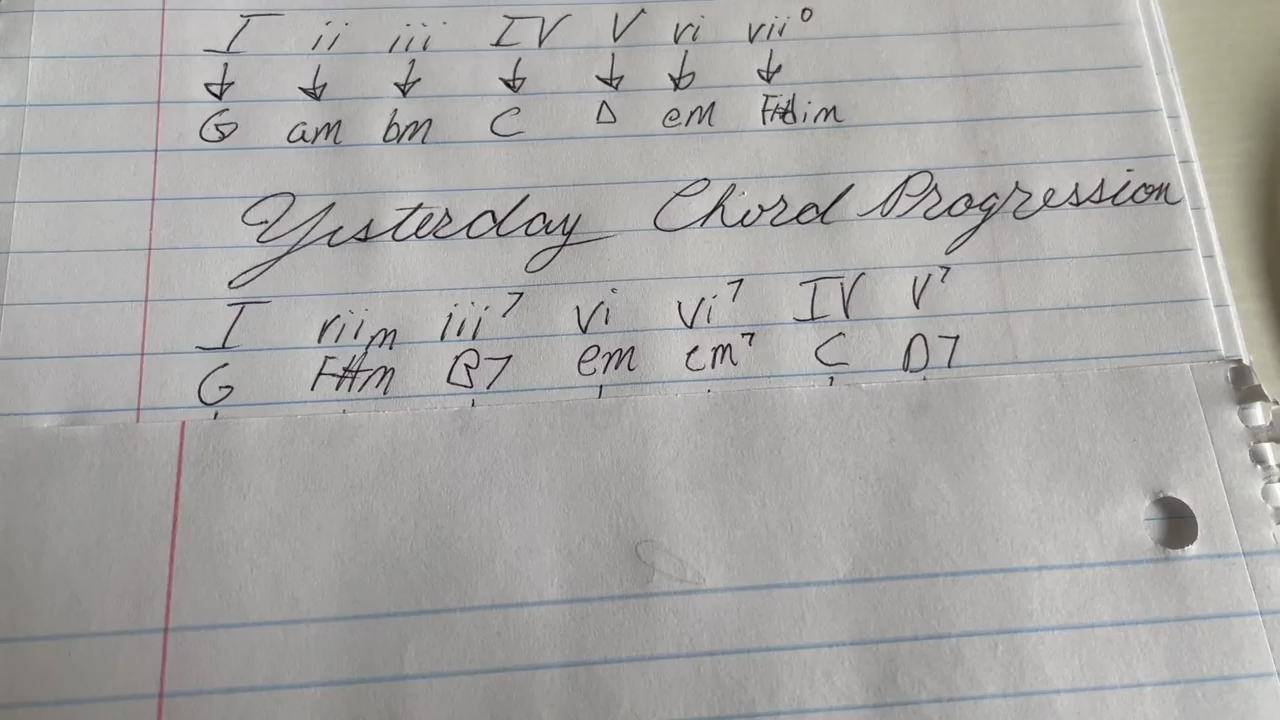 I ii iii IV V vi vii°
↓ ↓ ↓ ↓ ↓ ↓ ↓
G am bm C D em F#dim
Yesterday Chord Progression
I viim iii7 vi vi7 IV V7
G F#m B7 em em7 C D7